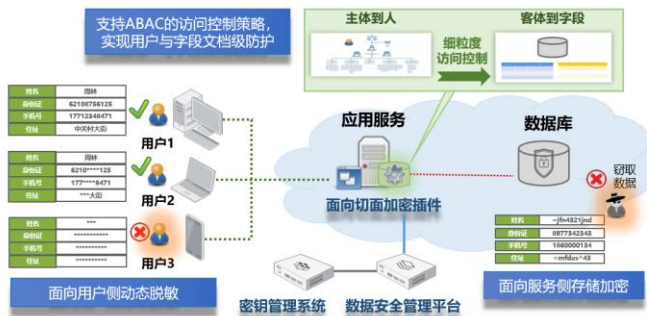 支持ABAC的访问控制策略，
实现用户与字段文档级防护
主体到人
细粒度
访问控制
客体到字段
姓名 周林
身份证 62108756125
手机号 17712346471
住址 中关村大街
用户1
姓名 周林
身份证 6210****125
手机号 177****6471
住址 ***大街
用户2
姓名 ***
身份证 **********
手机号 *********
住址 *********
用户3
面向用户侧动态脱敏
应用服务
面向切面加密插件
数据库
窃取
数据
姓名 ~jfn4321jnd
身份证 8977343343
手机号 1860000134
住址 ~mfdas^43
面向服务侧存储加密
密钥管理系统
数据安全管理平台